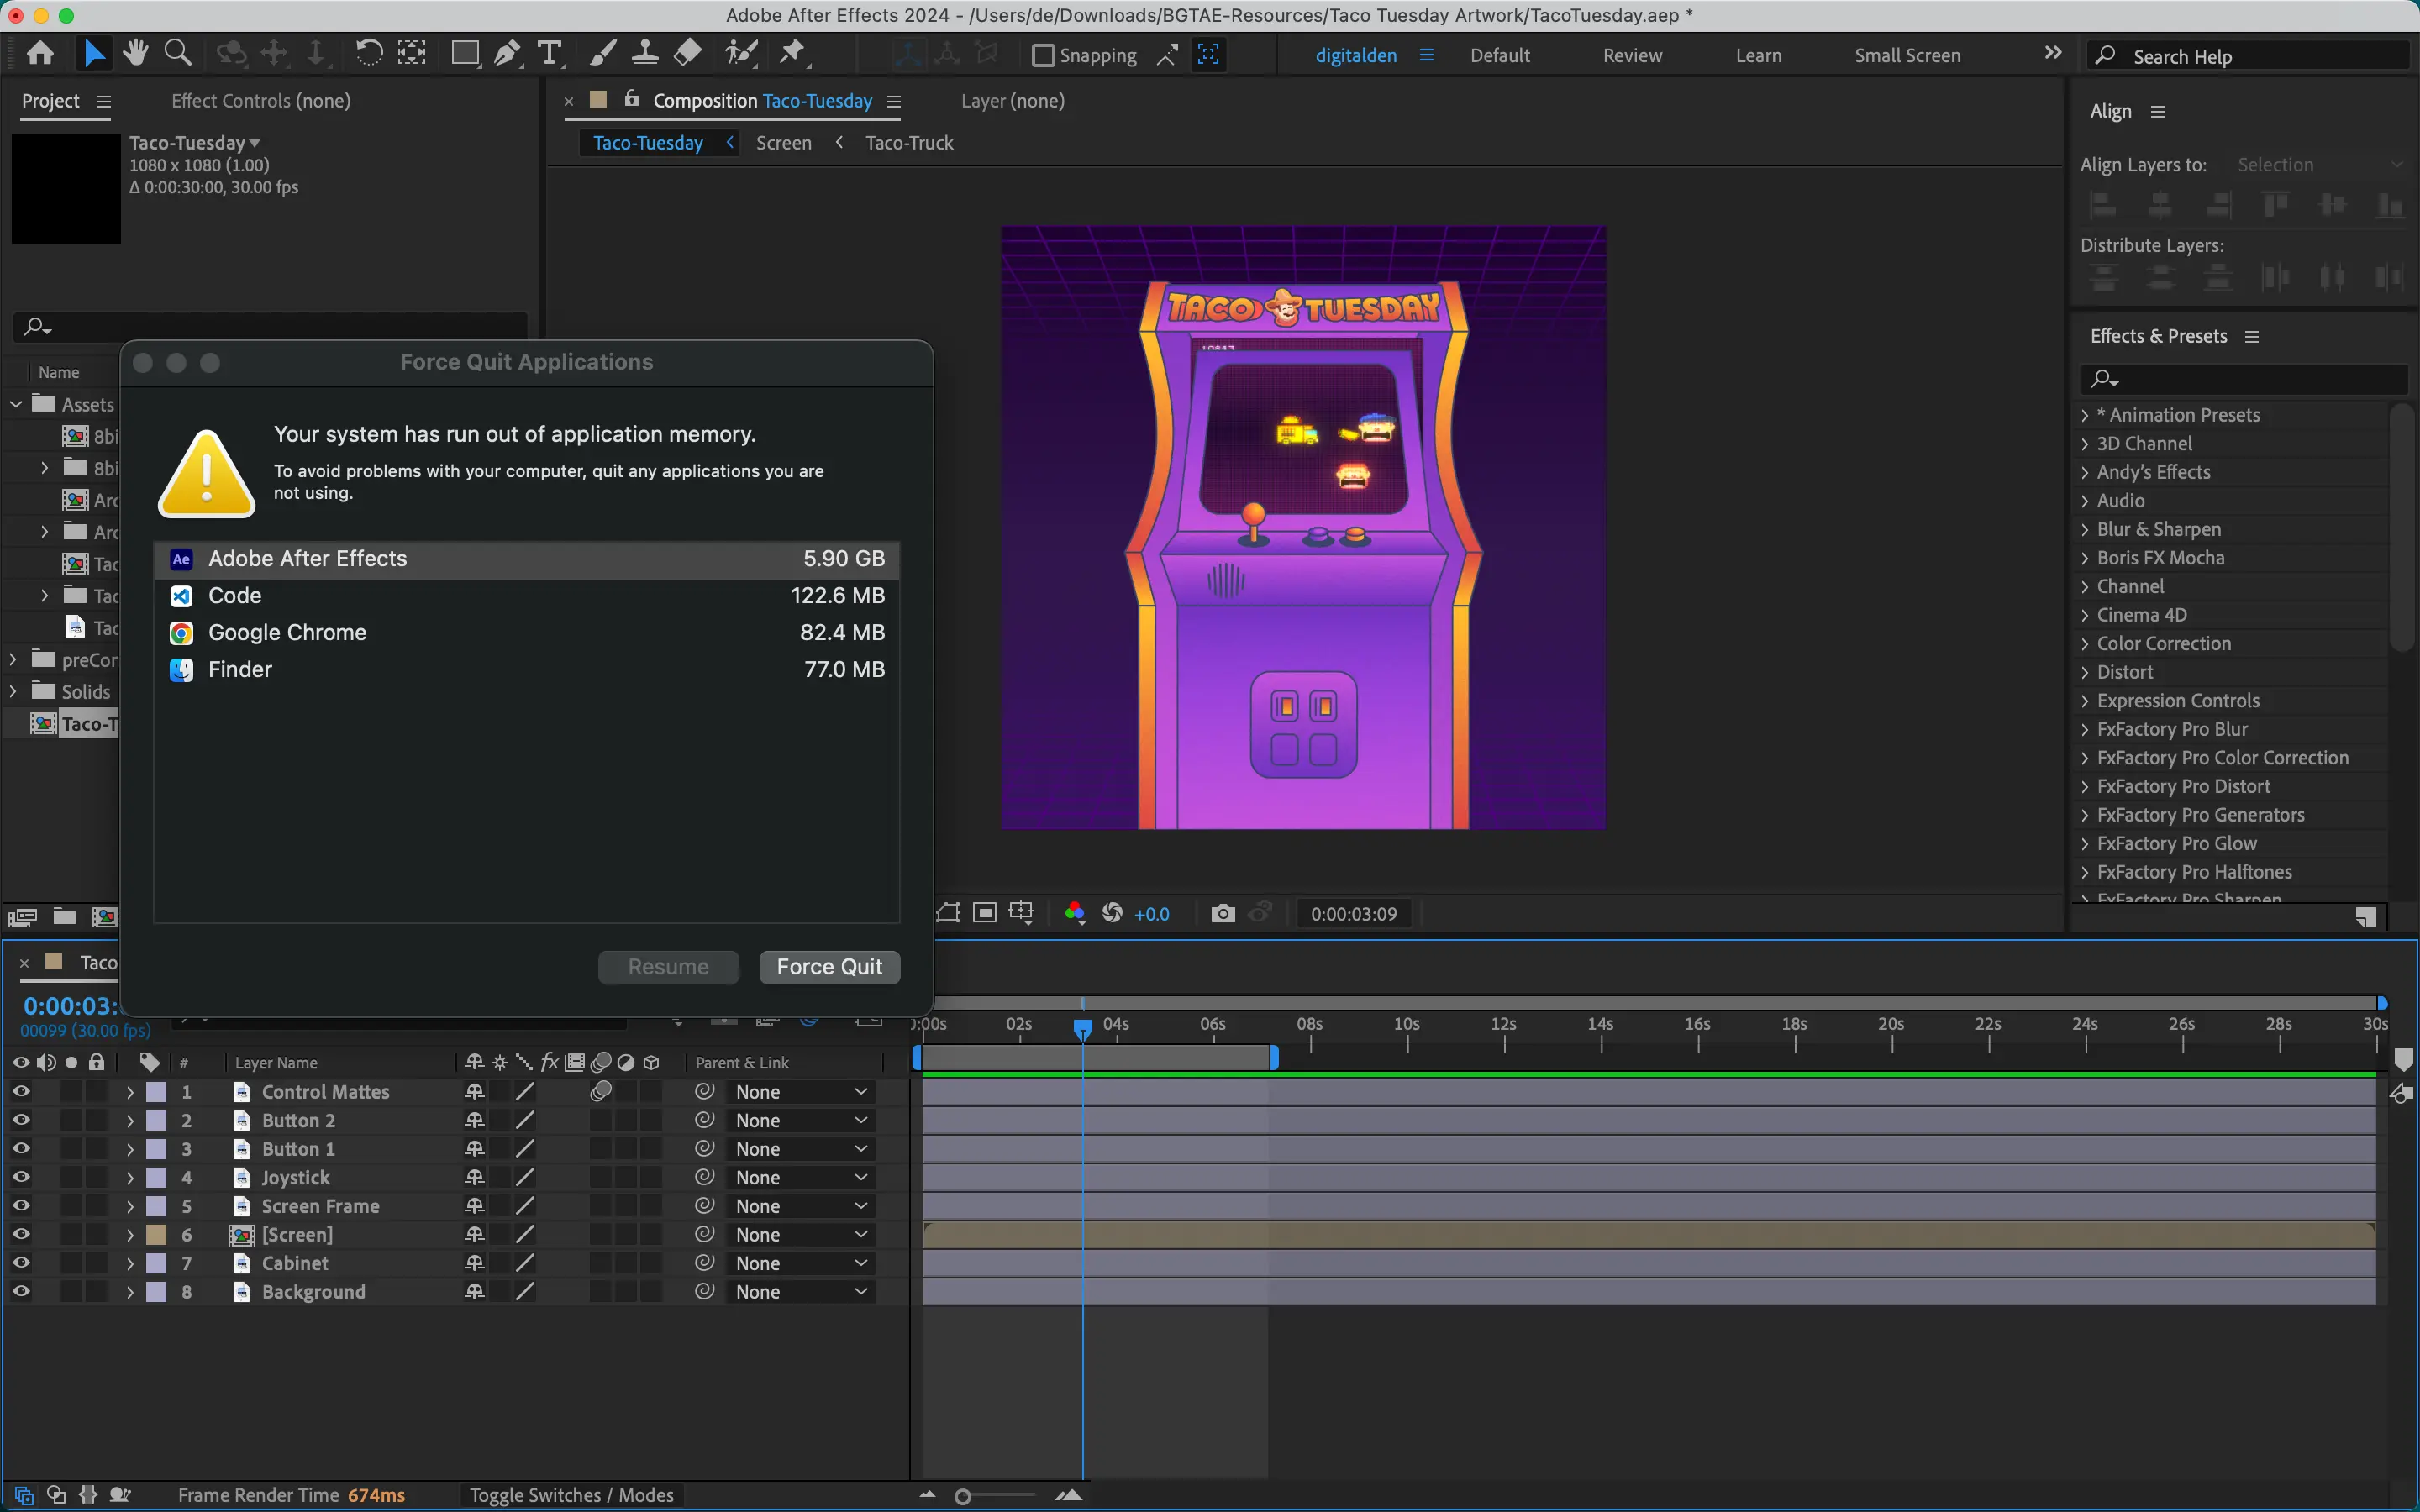 Adobe After Effects 2024 - /Users/de/Downloads/BGTAE-Resources/Taco Tuesday Artwork/TacoTuesday.aep *
Snapping
digitalden
Default
Review
Learn
Small Screen
Search Help
Project
Effect Controls (none)
Taco-Tuesday
1080 x 1080 (1.00)
Δ 0:00:30:00, 30.00 fps
Name
Assets
8bi
8bi
Arc
Arc
Tac
Tac
Tac
preCon
Solids
Taco-T
Composition Taco-Tuesday
Layer (none)
Taco-Tuesday
Screen
Taco-Truck
TACO TUESDAY
Force Quit Applications
Your system has run out of application memory.
To avoid problems with your computer, quit any applications you are
not using.
Ae Adobe After Effects 5.90 GB
Code 122.6 MB
Google Chrome 82.4 MB
Finder 77.0 MB
Resume
Force Quit
+0.0
0:00:03:09
Align
Align Layers to: Selection
Distribute Layers:
Effects & Presets
* Animation Presets
3D Channel
Andy's Effects
Audio
Blur & Sharpen
Boris FX Mocha
Channel
Cinema 4D
Color Correction
Distort
Expression Controls
FxFactory Pro Blur
FxFactory Pro Color Correction
FxFactory Pro Distort
FxFactory Pro Generators
FxFactory Pro Glow
FxFactory Pro Halftones
FxFactory Pro Sharpen
Taco
0:00:03:
00099 (30.00 fps)
):00s 02s 04s 06s 08s 10s 12s 14s 16s 18s 20s 22s 24s 26s 28s 30s
# Layer Name fx Parent & Link
1 Control Mattes None
2 Button 2 None
3 Button 1 None
4 Joystick None
5 Screen Frame None
6 [Screen] None
7 Cabinet None
8 Background None
Frame Render Time 674ms
Toggle Switches / Modes